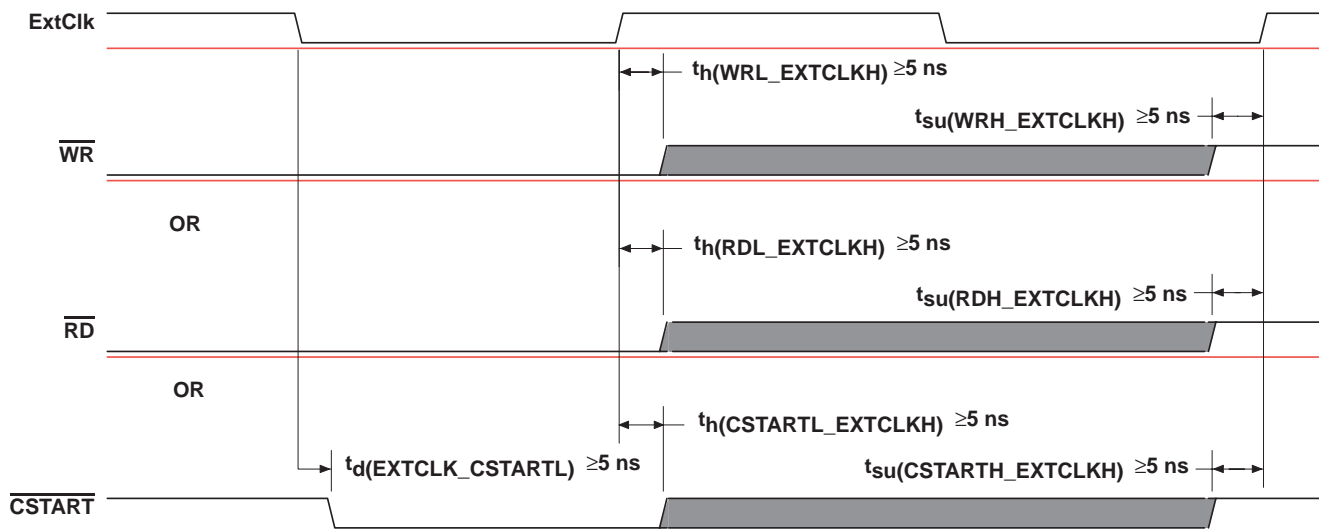 ExtClk
th(WRL_EXTCLKH) ≥5 ns
tsu(WRH_EXTCLKH) ≥5 ns
WR
OR
th(RDL_EXTCLKH) ≥5 ns
tsu(RDH_EXTCLKH) ≥5 ns
RD
OR
th(CSTARTL_EXTCLKH) ≥5 ns
td(EXTCLK_CSTARTL) ≥5 ns
tsu(CSTARTH_EXTCLKH) ≥5 ns
CSTART